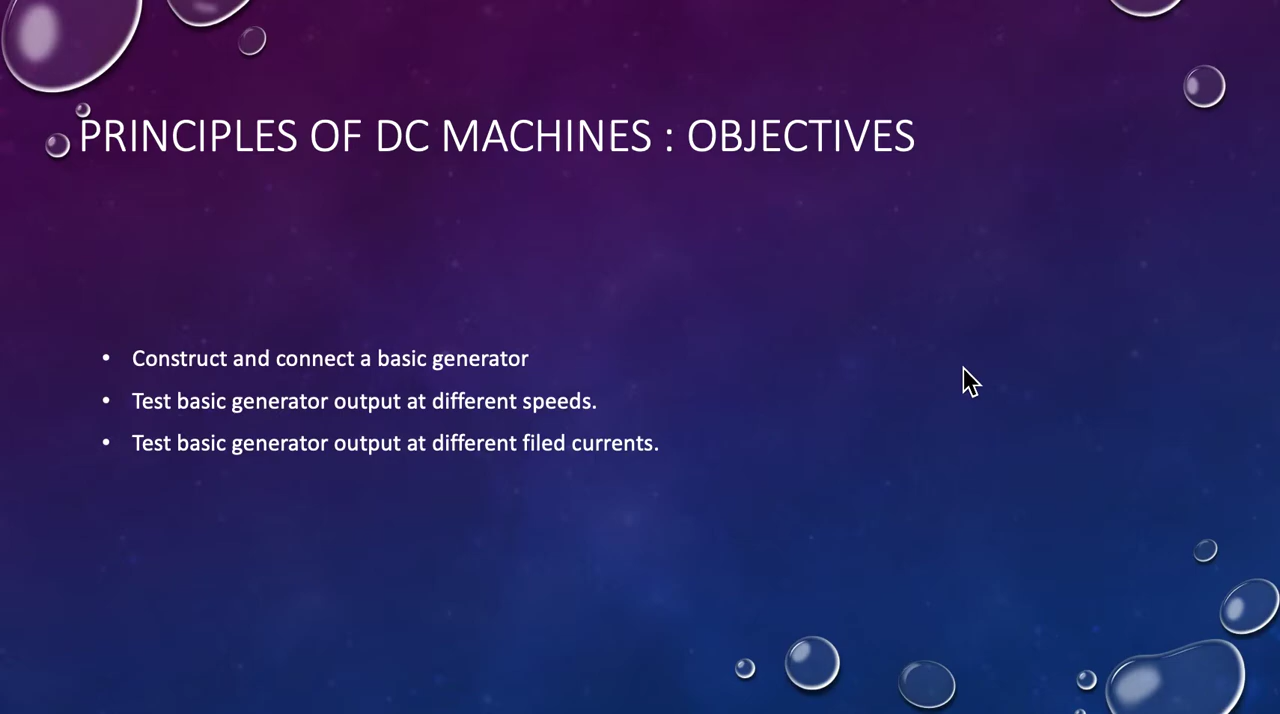 PRINCIPLES OF DC MACHINES : OBJECTIVES
• Construct and connect a basic generator
• Test basic generator output at different speeds.
• Test basic generator output at different filed currents.